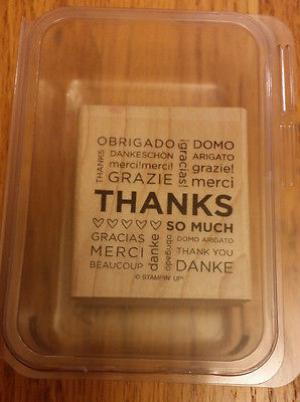 OBRIGADO
DOMO
DANKESCHÖN
ARIGATO
THANKS
¡gracias!
merci!merci!
grazie!
GRAZIE
merci
THANKS
SO MUCH
GRACIAS
danke
obrigado
DOMO ARIGATO
MERCI
THANK YOU
BEAUCOUP
DANKE
© STAMPIN' UP!